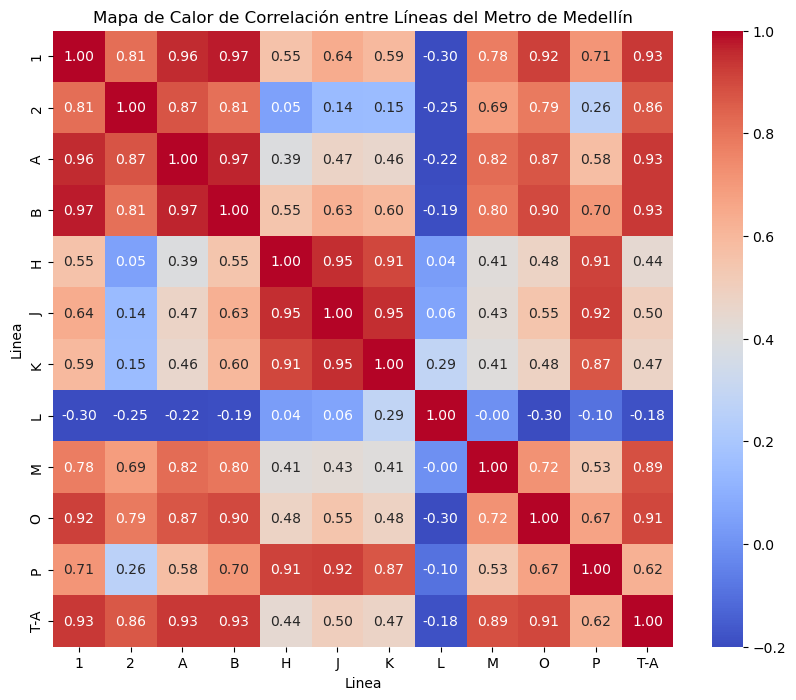 Mapa de Calor de Correlación entre Líneas del Metro de Medellín
1 1.00 0.81 0.96 0.97 0.55 0.64 0.59 -0.30 0.78 0.92 0.71 0.93
2 0.81 1.00 0.87 0.81 0.05 0.14 0.15 -0.25 0.69 0.79 0.26 0.86
A 0.96 0.87 1.00 0.97 0.39 0.47 0.46 -0.22 0.82 0.87 0.58 0.93
B 0.97 0.81 0.97 1.00 0.55 0.63 0.60 -0.19 0.80 0.90 0.70 0.93
H 0.55 0.05 0.39 0.55 1.00 0.95 0.91 0.04 0.41 0.48 0.91 0.44
J 0.64 0.14 0.47 0.63 0.95 1.00 0.95 0.06 0.43 0.55 0.92 0.50
K 0.59 0.15 0.46 0.60 0.91 0.95 1.00 0.29 0.41 0.48 0.87 0.47
L -0.30 -0.25 -0.22 -0.19 0.04 0.06 0.29 1.00 -0.00 -0.30 -0.10 -0.18
M 0.78 0.69 0.82 0.80 0.41 0.43 0.41 -0.00 1.00 0.72 0.53 0.89
O 0.92 0.79 0.87 0.90 0.48 0.55 0.48 -0.30 0.72 1.00 0.67 0.91
P 0.71 0.26 0.58 0.70 0.91 0.92 0.87 -0.10 0.53 0.67 1.00 0.62
T-A 0.93 0.86 0.93 0.93 0.44 0.50 0.47 -0.18 0.89 0.91 0.62 1.00
1 2 A B H J K L M O P T-A
Linea
Linea
1.0
0.8
0.6
0.4
0.2
0.0
−0.2